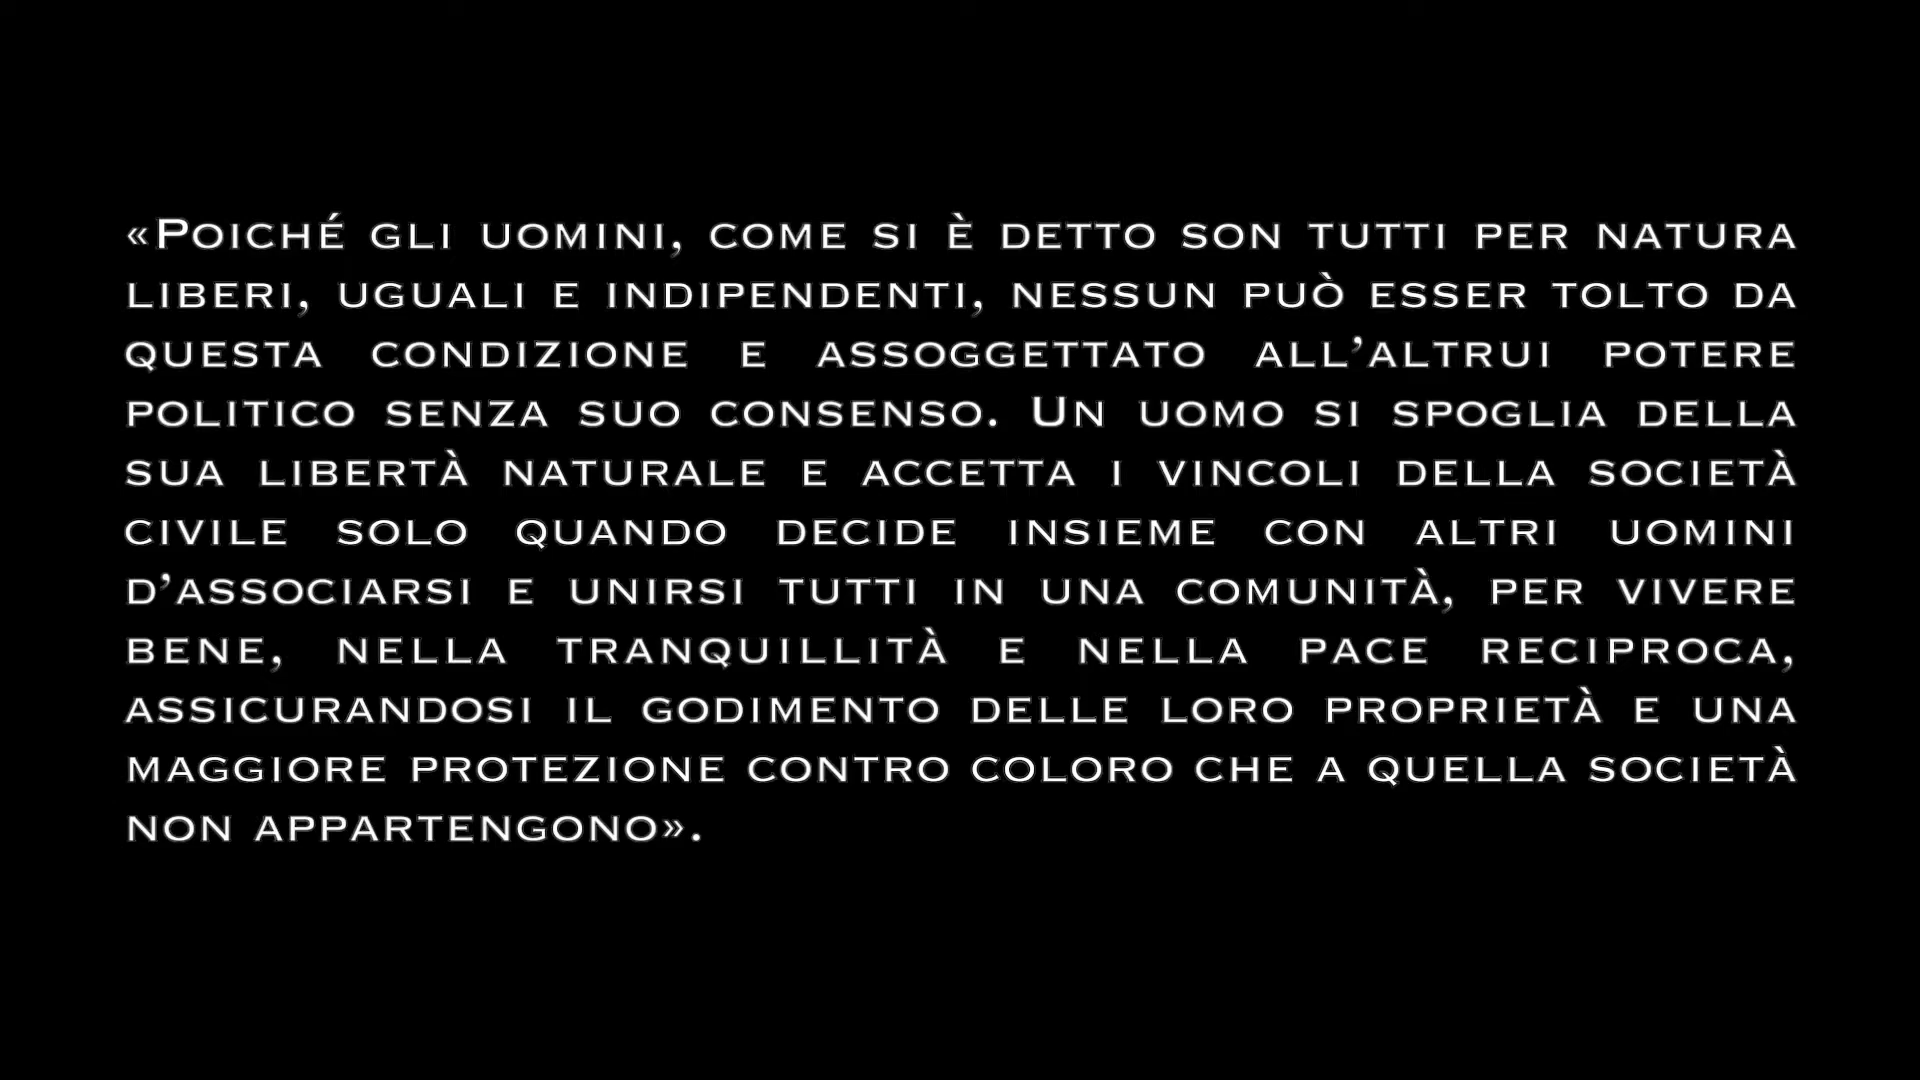 «Poiché gli uomini, come si è detto son tutti per natura
liberi, uguali e indipendenti, nessun può esser tolto da
questa condizione e assoggettato all’altrui potere
politico senza suo consenso. Un uomo si spoglia della
sua libertà naturale e accetta i vincoli della società
civile solo quando decide insieme con altri uomini
d’associarsi e unirsi tutti in una comunità, per vivere
bene, nella tranquillità e nella pace reciproca,
assicurandosi il godimento delle loro proprietà e una
maggiore protezione contro coloro che a quella società
non appartengono».